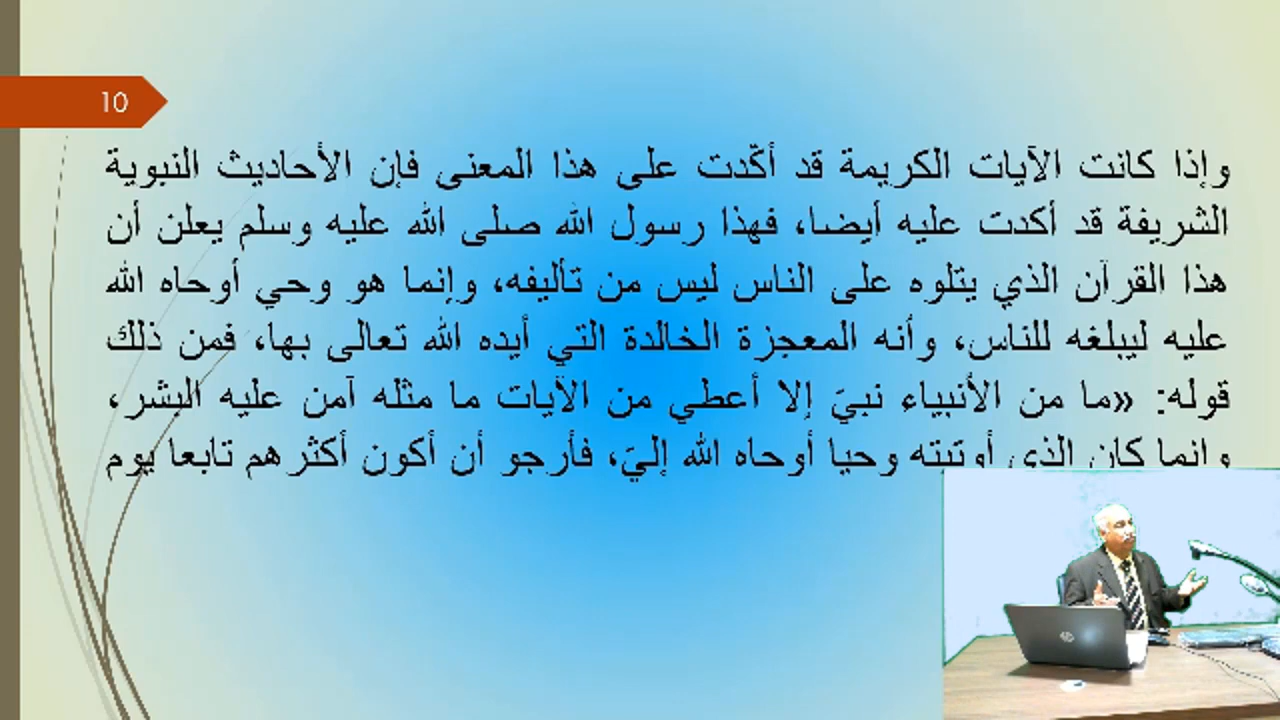 10
وإذا كانت الآيات الكريمة قد أكّدت على هذا المعنى فإن الأحاديث النبوية
الشريفة قد أكدت عليه أيضا، فهذا رسول الله صلى الله عليه وسلم يعلن أن
هذا القرآن الذي يتلوه على الناس ليس من تأليفه، وإنما هو وحي أوحاه الله
عليه ليبلغه للناس، وأنه المعجزة الخالدة التي أيده الله تعالى بها، فمن ذلك
قوله: «ما من الأنبياء نبيّ إلا أعطي من الآيات ما مثله آمن عليه البشر،
وإنما كان الذي أوتيته وحيا أوحاه الله إليّ، فأرجو أن أكون أكثرهم تابعا يوم